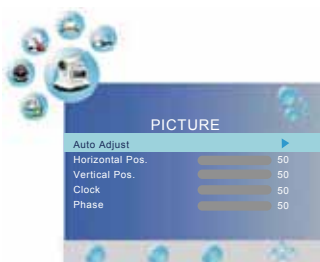 PICTURE
Auto Adjust
Horizontal Pos. 50
Vertical Pos. 50
Clock 50
Phase 50